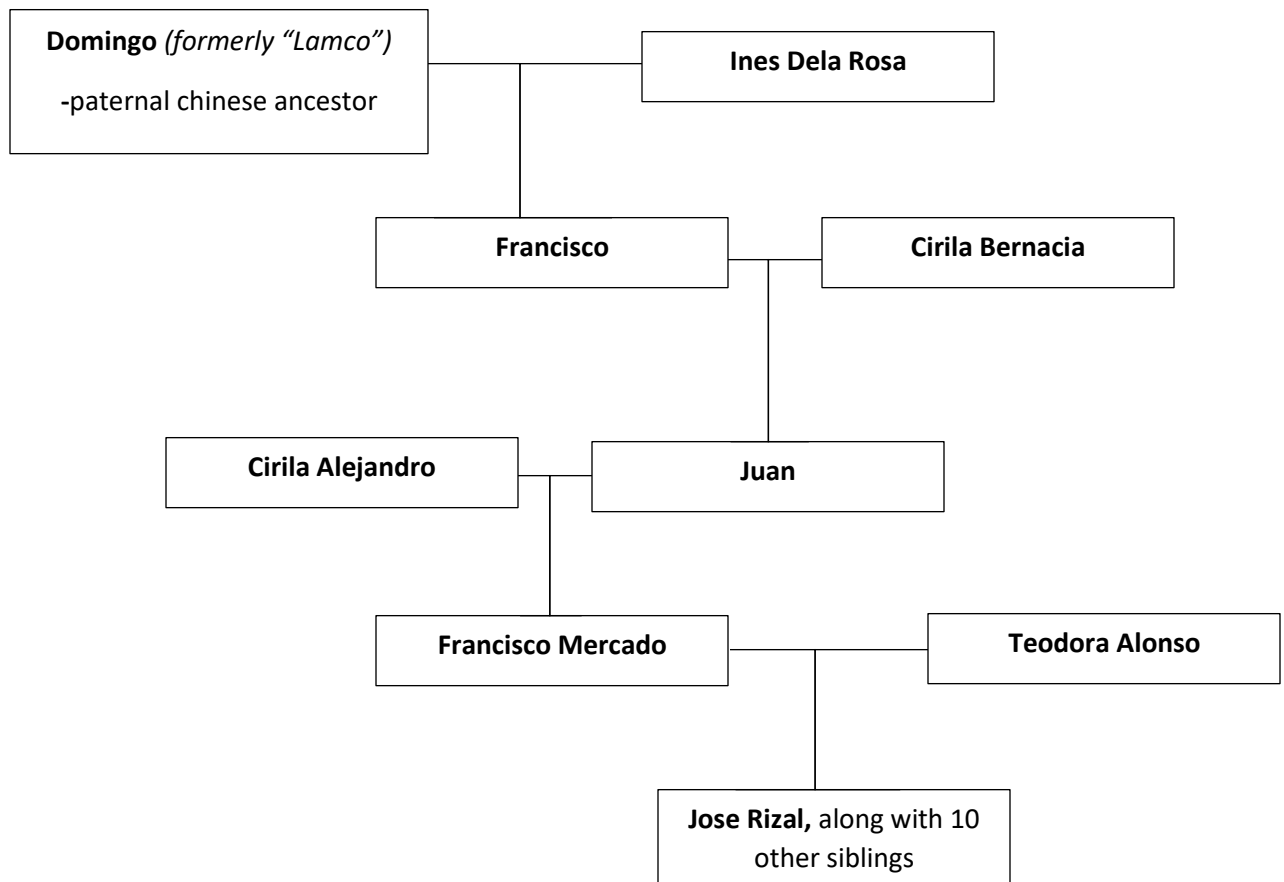 Domingo (formerly “Lamco”)
-paternal chinese ancestor
Ines Dela Rosa
Francisco
Cirila Bernacia
Cirila Alejandro
Juan
Francisco Mercado
Teodora Alonso
Jose Rizal, along with 10
other siblings